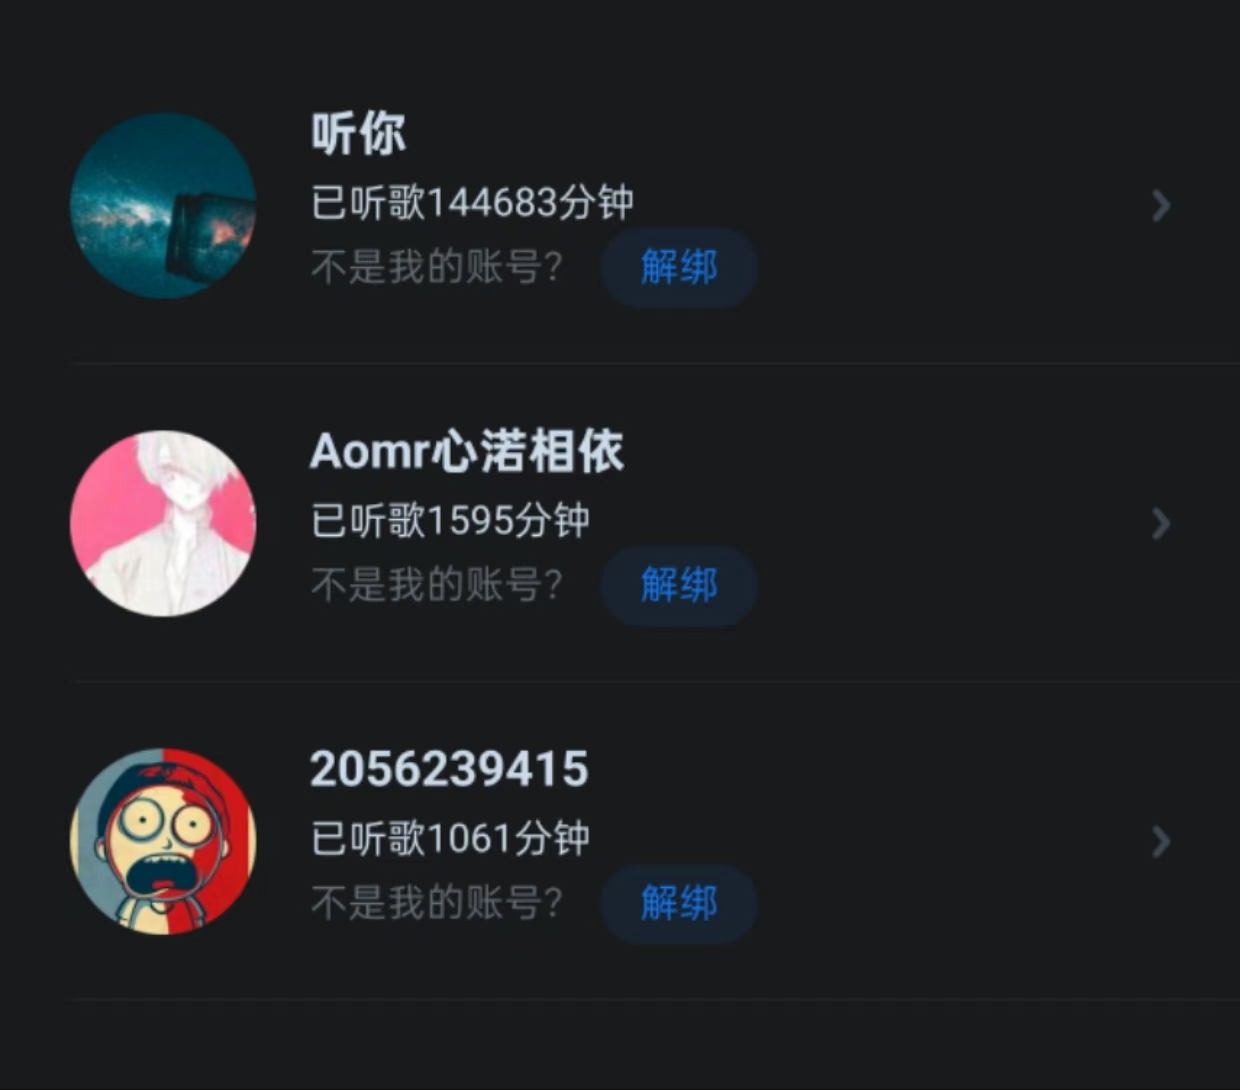 听你
已听歌144683分钟
不是我的账号？ 解绑
Aomr心渃相依
已听歌1595分钟
不是我的账号？ 解绑
2056239415
已听歌1061分钟
不是我的账号？ 解绑